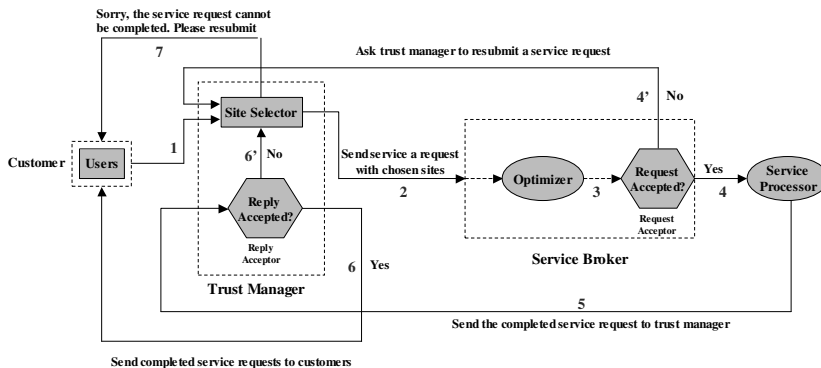 Sorry, the service request cannot
be completed. Please resubmit
7
Ask trust manager to resubmit a service request
4’
No
Site Selector
1
6’
No
Customer
Users
Send service a request
with chosen sites
2
Optimizer
3
Request
Accepted?
Yes
4
Service
Processor
Reply
Accepted?
Request
Acceptor
Reply
Acceptor
6
Yes
Service Broker
Trust Manager
5
Send the completed service request to trust manager
Send completed service requests to customers